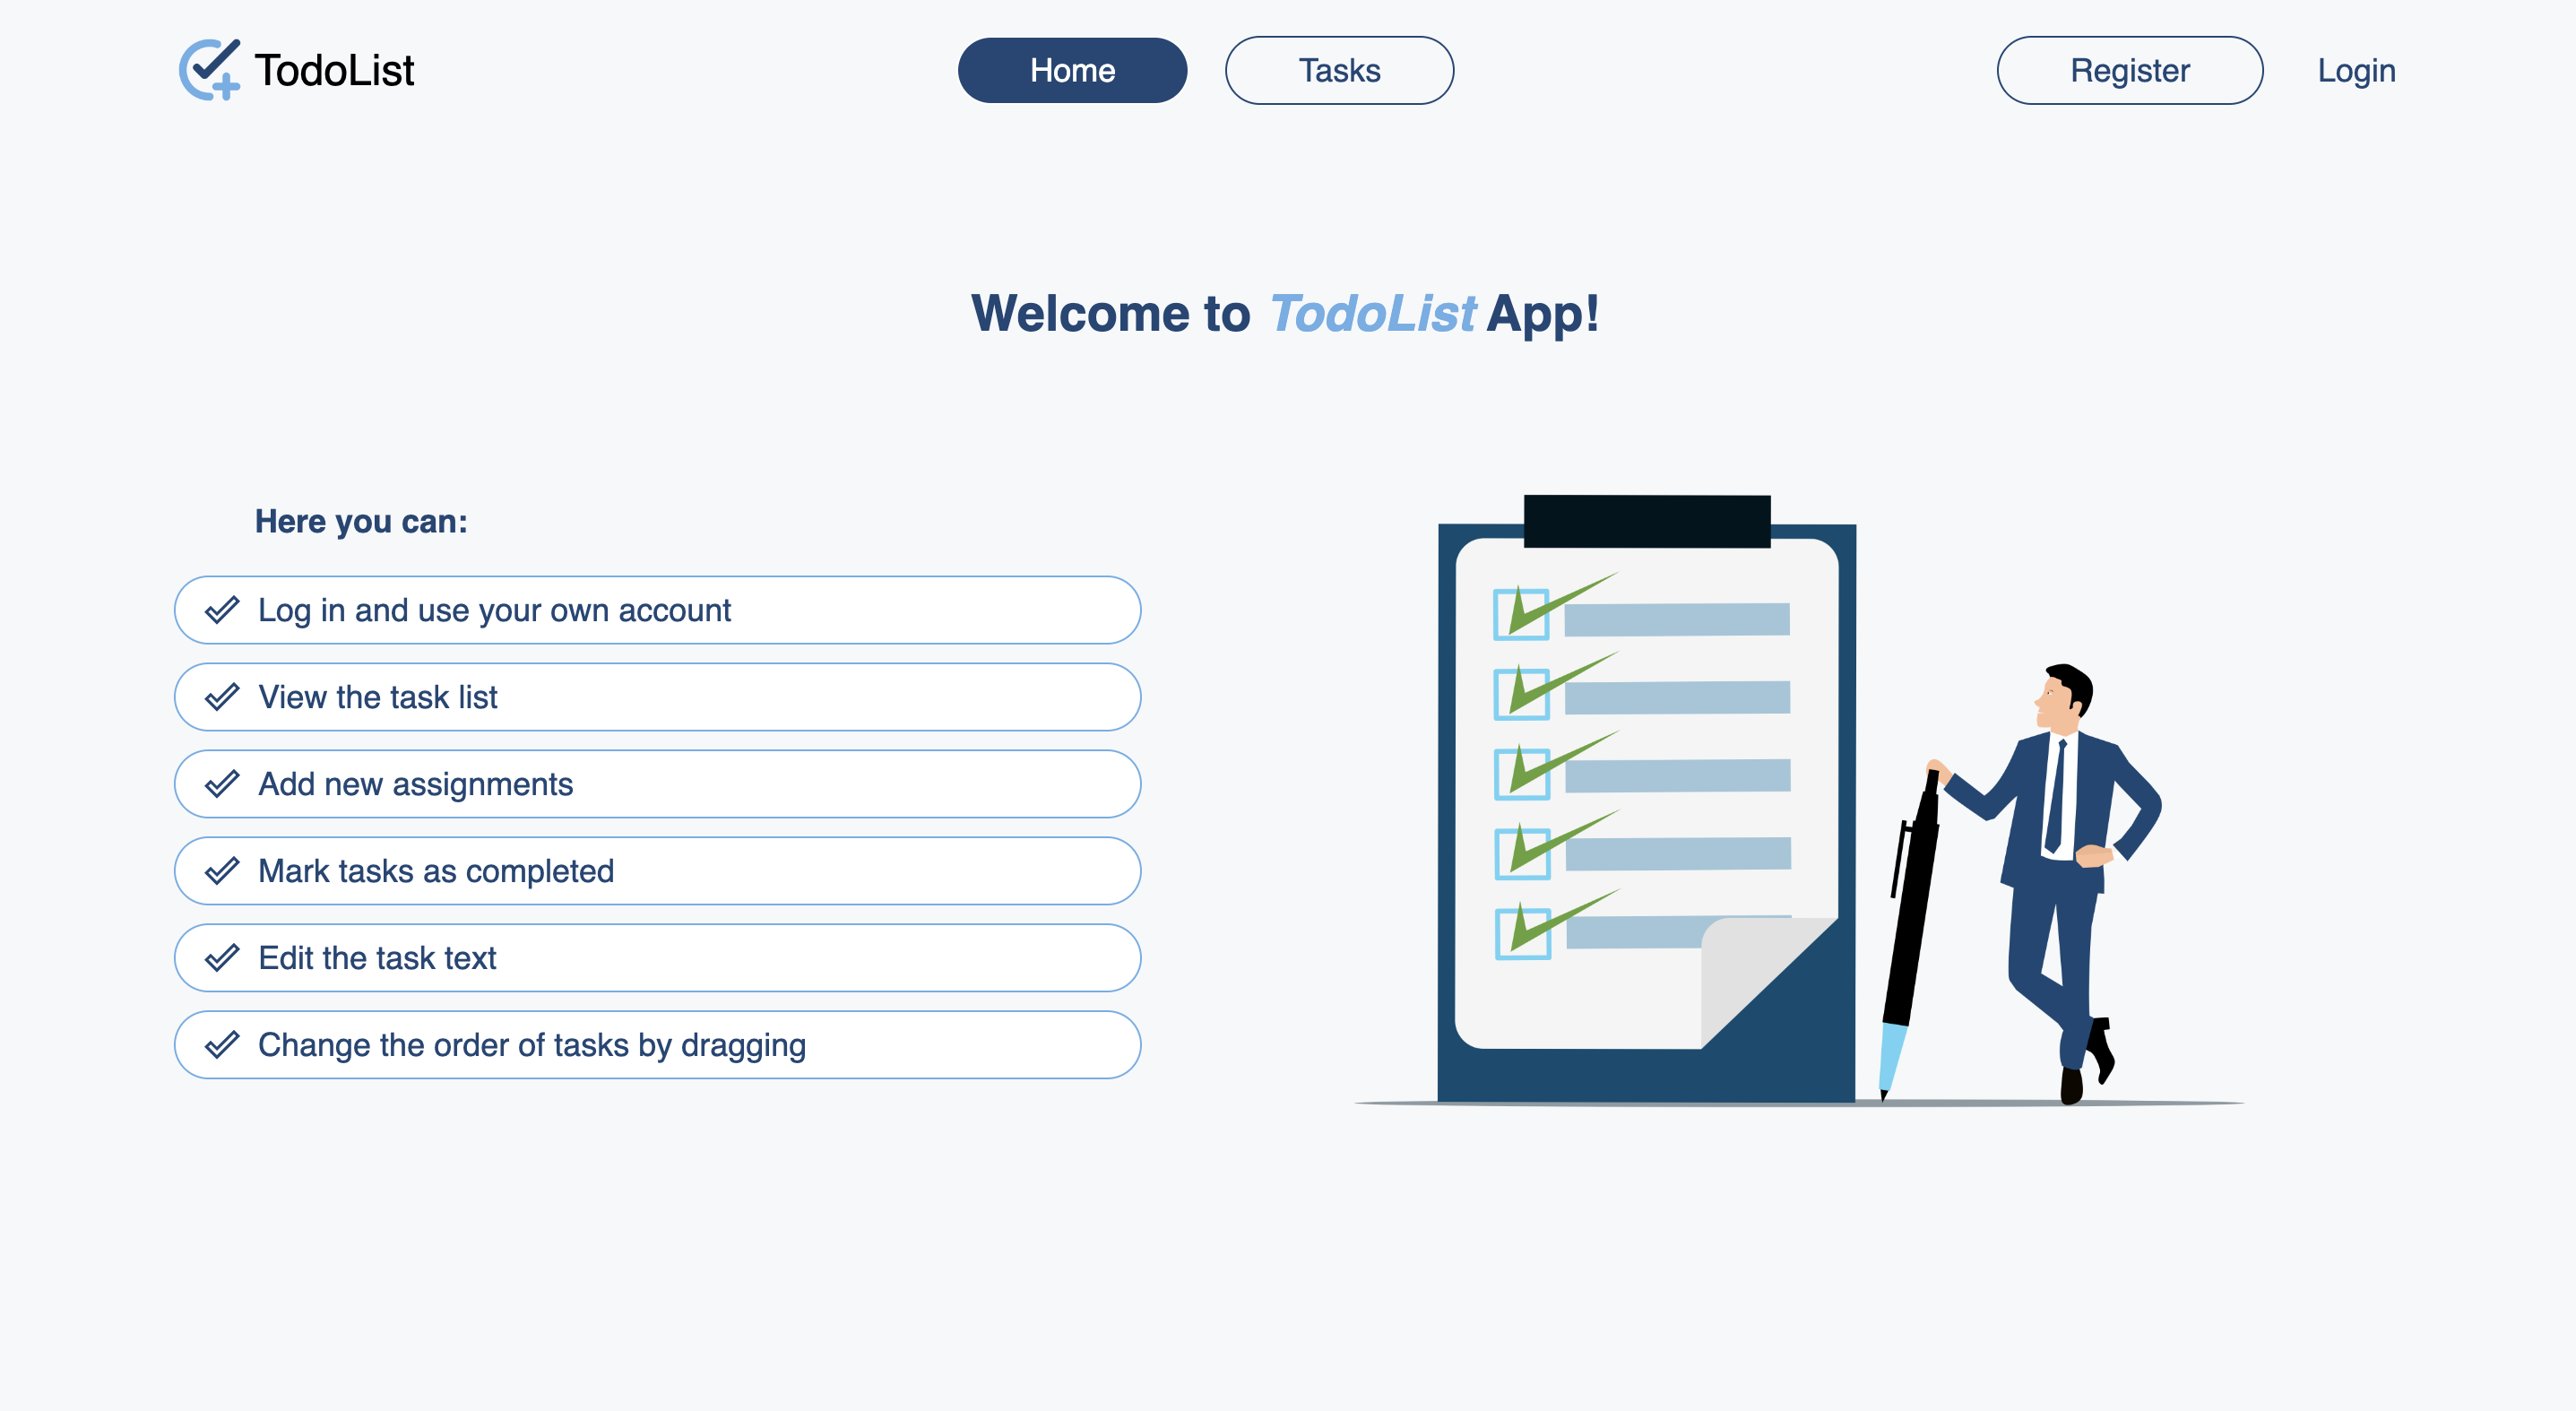 TodoList
Home
Tasks
Register
Login
Welcome to TodoList App!
Here you can:
Log in and use your own account
View the task list
Add new assignments
Mark tasks as completed
Edit the task text
Change the order of tasks by dragging